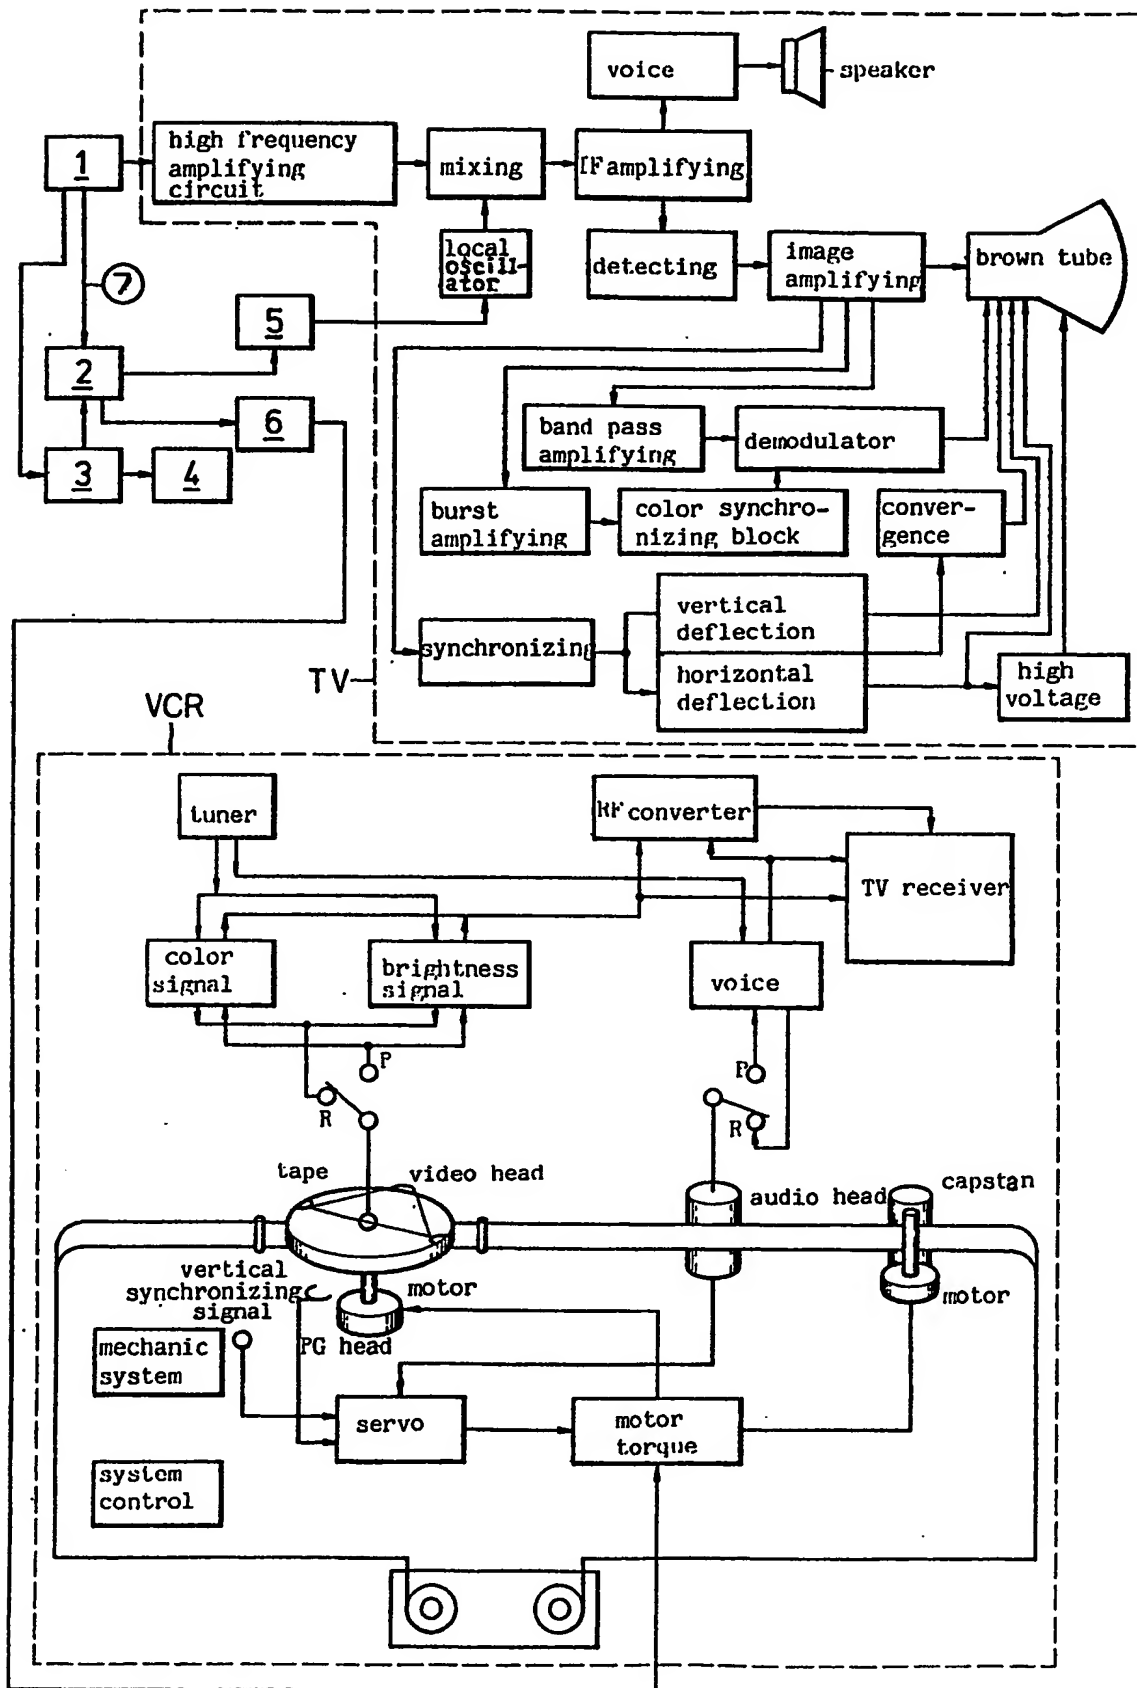 voice
speaker
1
high frequency
amplifying
circuit
mixing
IF amplifying
local
oscill-
ator
detecting
image
amplifying
brown tube
7
5
2
6
3
4
band pass
amplifying
demodulator
burst
amplifying
color synchro-
nizing block
conver-
gence
synchronizing
vertical
deflection
horizontal
deflection
high
voltage
TV
VCR
tuner
RF converter
TV receiver
color
signal
brightness
signal
voice
P
R
P
R
tape
video head
audio head
capstan
vertical
synchronizing
signal
motor
motor
PG head
mechanic
system
servo
motor
torque
system
control